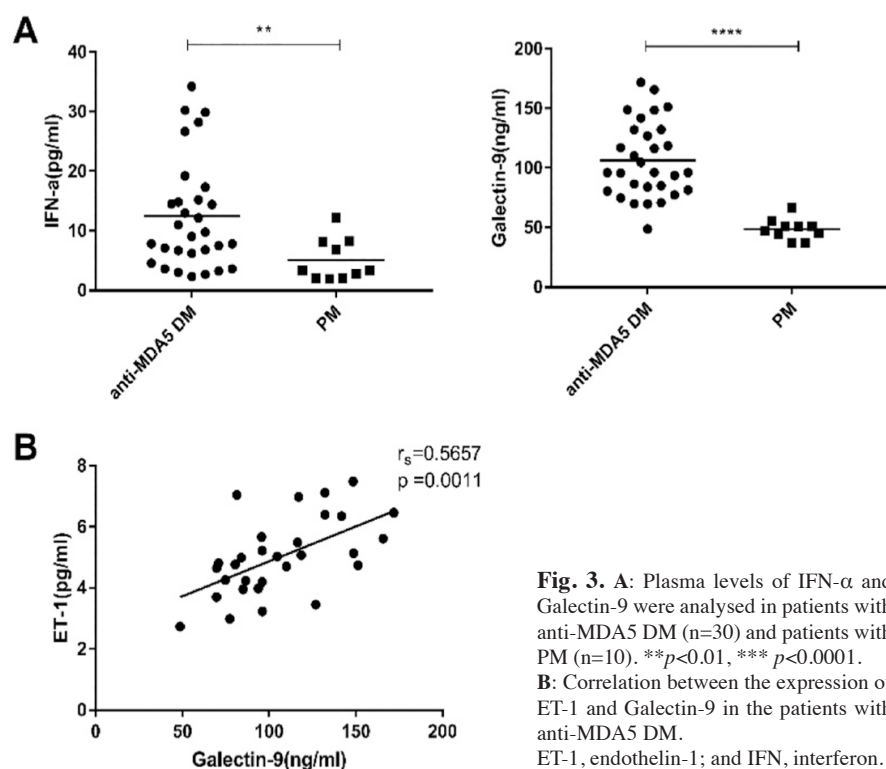 A
**
****
40
30
20
10
0
IFN-a(pg/ml)
anti-MDA5 DM
PM
200
150
100
50
0
Galectin-9(ng/ml)
anti-MDA5 DM
PM
B
rs=0.5657
p =0.0011
8
6
4
2
0
ET-1(pg/ml)
0
50
100
150
200
Galectin-9(ng/ml)
Fig. 3. A: Plasma levels of IFN-α and
Galectin-9 were analysed in patients with
anti-MDA5 DM (n=30) and patients with
PM (n=10). **p<0.01, *** p<0.0001.
B: Correlation between the expression of
ET-1 and Galectin-9 in the patients with
anti-MDA5 DM.
ET-1, endothelin-1; and IFN, interferon.